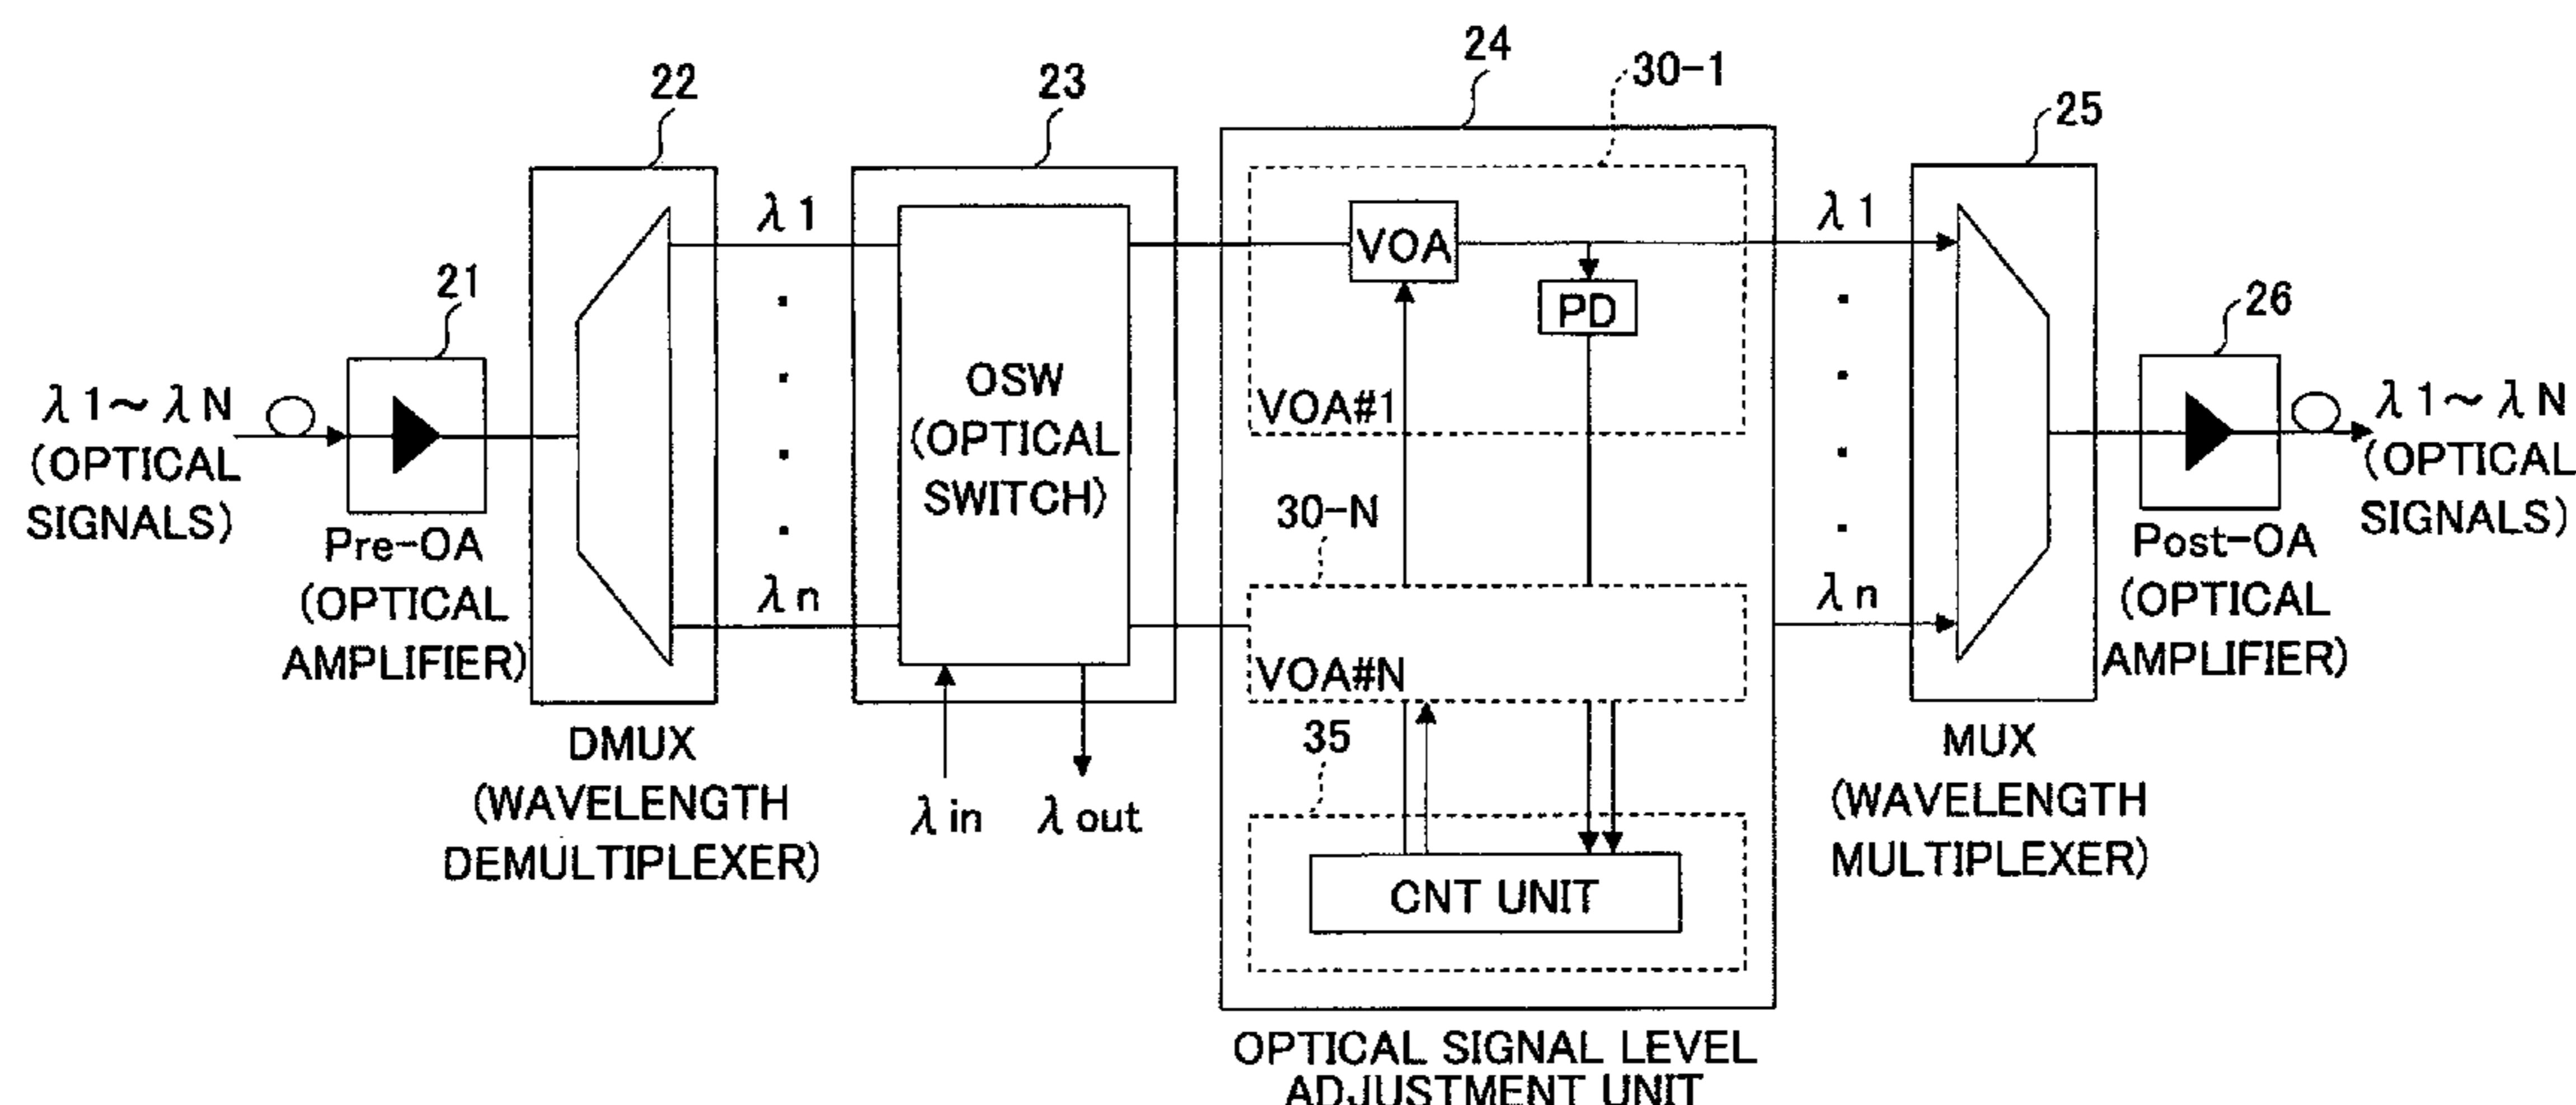 24
30-1
22
23
25
λ1
λ1
VOA
21
26
PD
λ1～λN
(OPTICAL
SIGNALS)
OSW
(OPTICAL
SWITCH)
VOA#1
λ1～λN
(OPTICAL
SIGNALS)
Pre-OA
(OPTICAL
AMPLIFIER)
30-N
Post-OA
(OPTICAL
AMPLIFIER)
λn
λn
VOA#N
DMUX
(WAVELENGTH
DEMULTIPLEXER)
λin
λout
35
MUX
(WAVELENGTH
MULTIPLEXER)
CNT UNIT
OPTICAL SIGNAL LEVEL
ADJUSTMENT UNIT